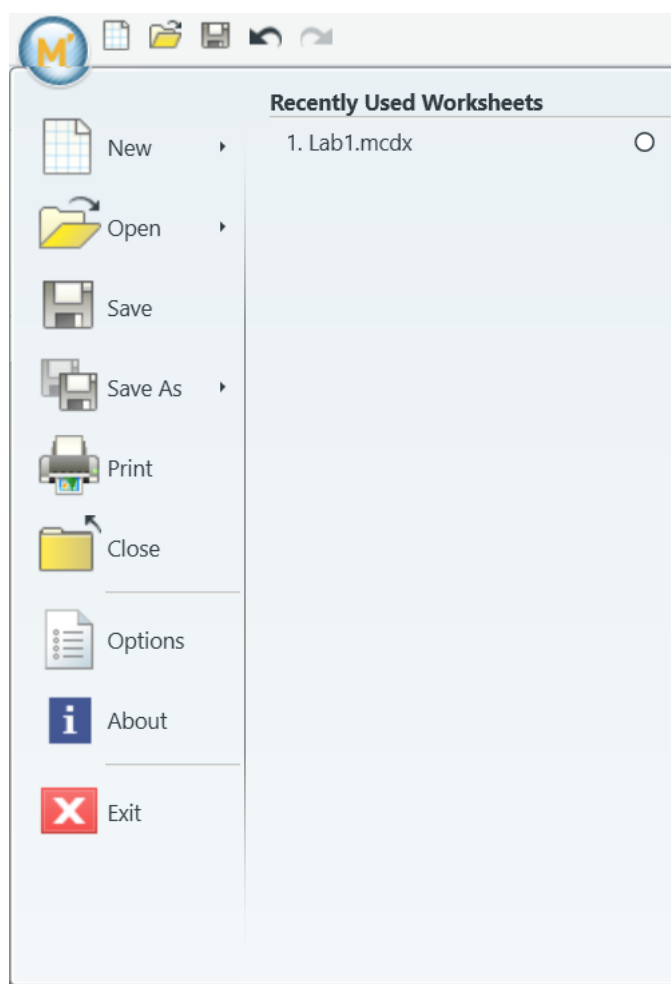 M
Recently Used Worksheets
1. Lab1.mcdx
New
Open
Save
Save As
Print
Close
Options
About
Exit